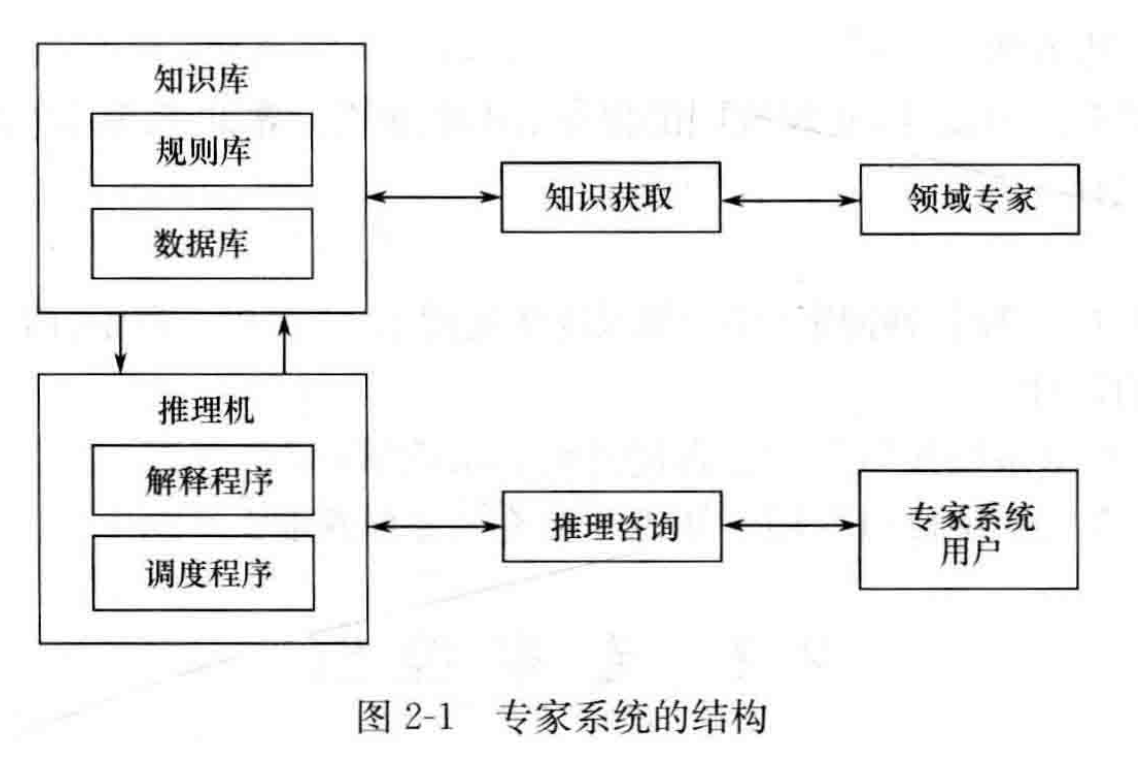 知识库
规则库
数据库
知识获取
领域专家
推理机
解释程序
调度程序
推理咨询
专家系统
用户
图 2-1 专家系统的结构